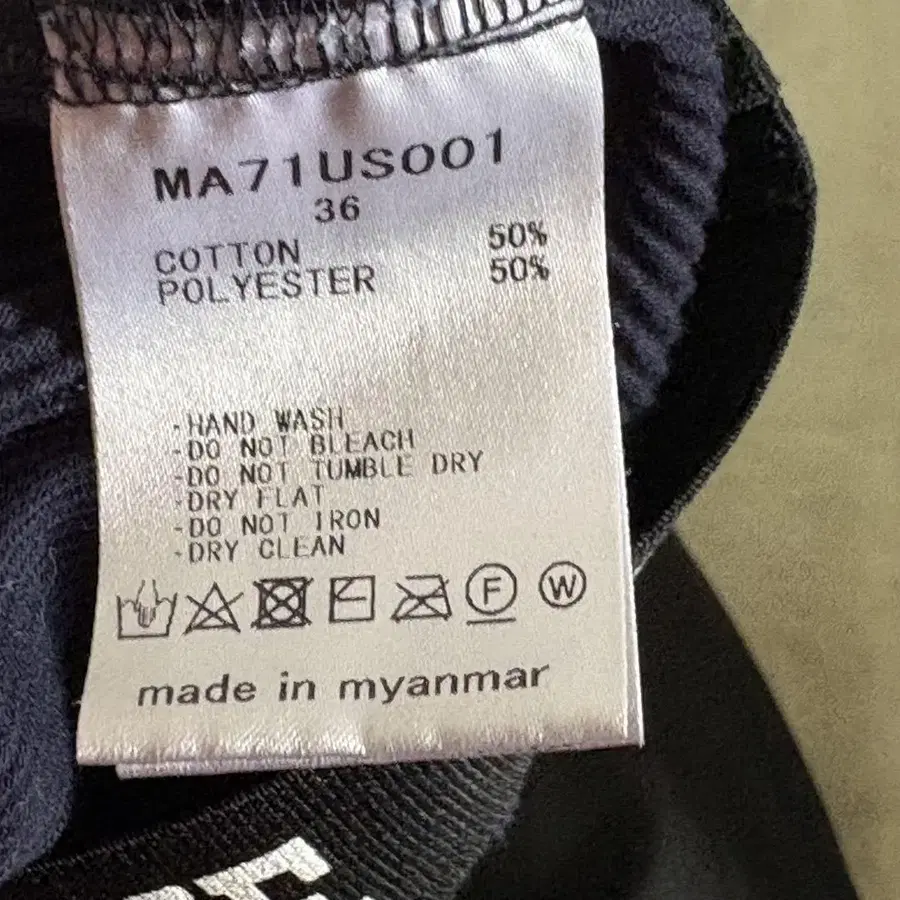 MA71US001
36
COTTON 50%
POLYESTER 50%
-HAND WASH
-DO NOT BLEACH
-DO NOT TUMBLE DRY
-DRY FLAT
-DO NOT IRON
-DRY CLEAN
F W
made in myanmar